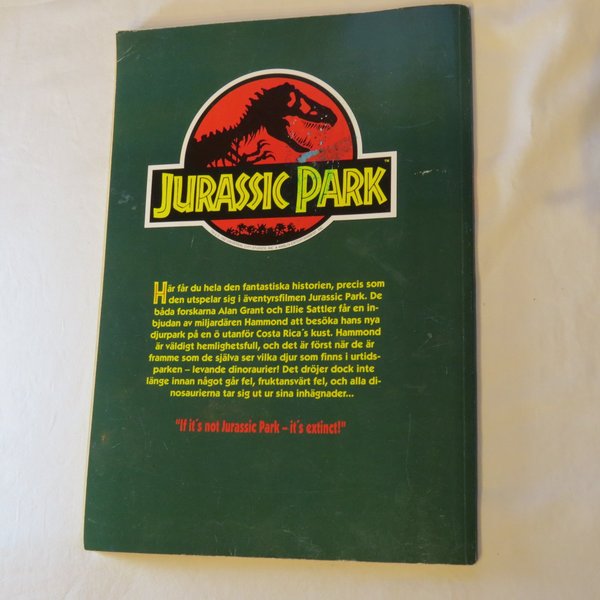 JURASSIC PARK
TM
Här får du hela den fantastiska historien, precis som
den utspelar sig i äventyrsfilmen Jurassic Park. De
båda forskarna Alan Grant och Ellie Sattler får en in-
bjudan av miljardären Hammond att besöka hans nya
djurpark på en ö utanför Costa Rica´s kust. Hammond
är väldigt hemlighetsfull, och det är först när de är
framme som de själva ser vilka djur som finns i urtids-
parken – levande dinoraurier! Det dröjer dock inte
länge innan något går fel, fruktansvärt fel, och alla di-
nosaurierna tar sig ut ur sina inhägnader...
"If it´s not Jurassic Park – it´s extinct!"